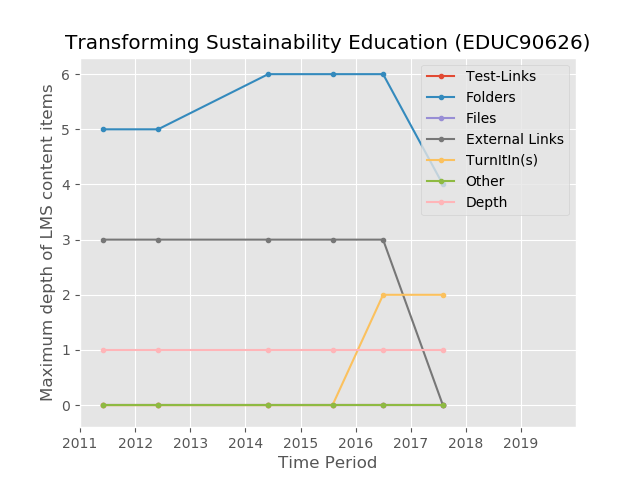 Transforming Sustainability Education (EDUC90626)
Maximum depth of LMS content items
6
5
4
3
2
1
0
Test-Links
Folders
Files
External Links
TurnItIn(s)
Other
Depth
2011 2012 2013 2014 2015 2016 2017 2018 2019
Time Period